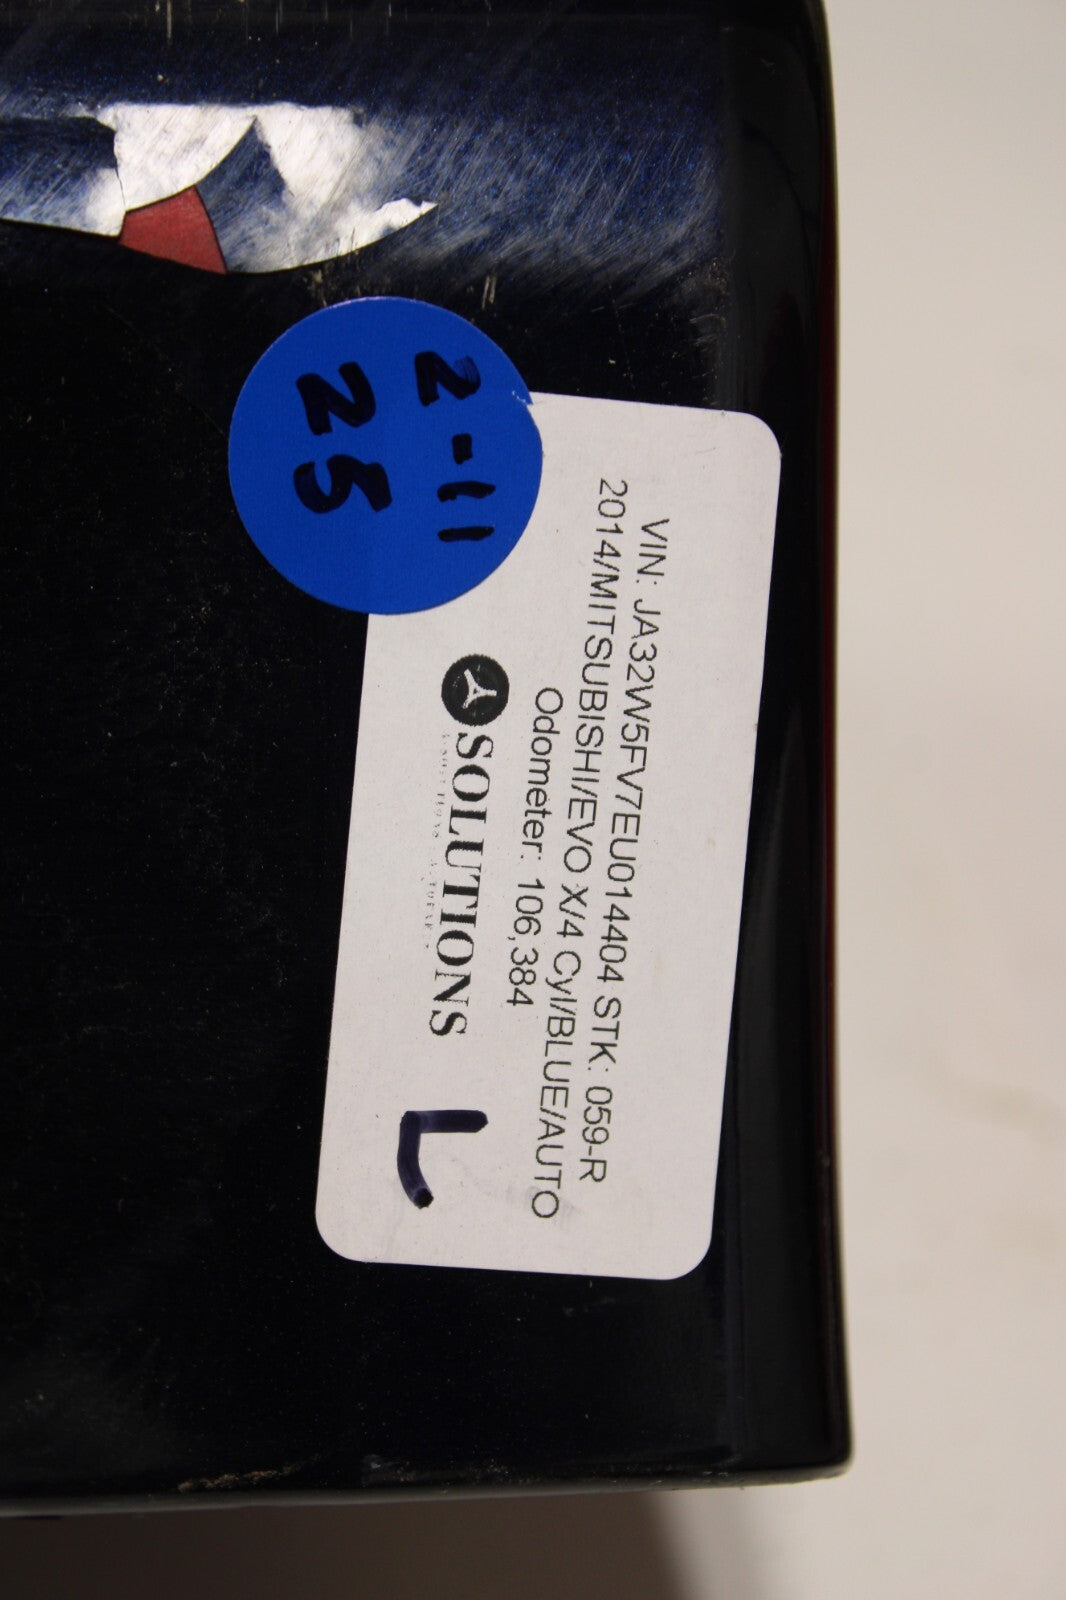 2-11
25
VIN: JA32W5FV7EU014404 STK: 059-R
2014/MITSUBISHI/EVO X/4 Cyl/BLUE/AUTO
Odometer: 106,384
SOLUTIONS
L